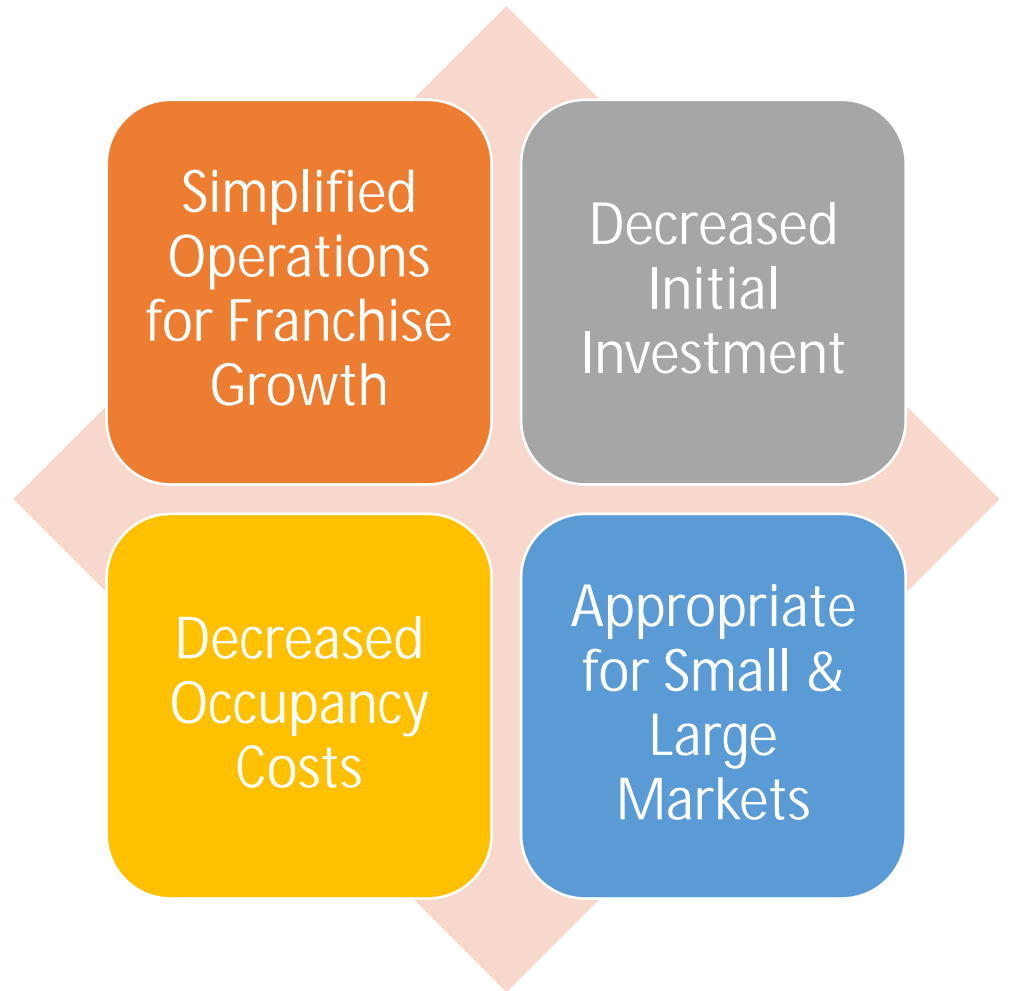 Simplified
Operations
for Franchise
Growth
Decreased
Initial
Investment
Decreased
Occupancy
Costs
Appropriate
for Small &
Large
Markets